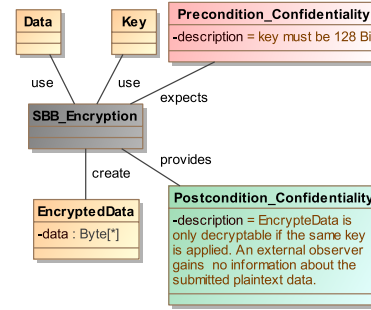 Data
Key
Precondition_Confidentiality
-description = key must be 128 Bi
use
use
expects
SBB_Encryption
create
provides
EncryptedData
-data : Byte[*]
Postcondition_Confidentiality
-description = EncrypteData is
only decryptable if the same key
is applied. An external observer
gains no information about the
submitted plaintext data.